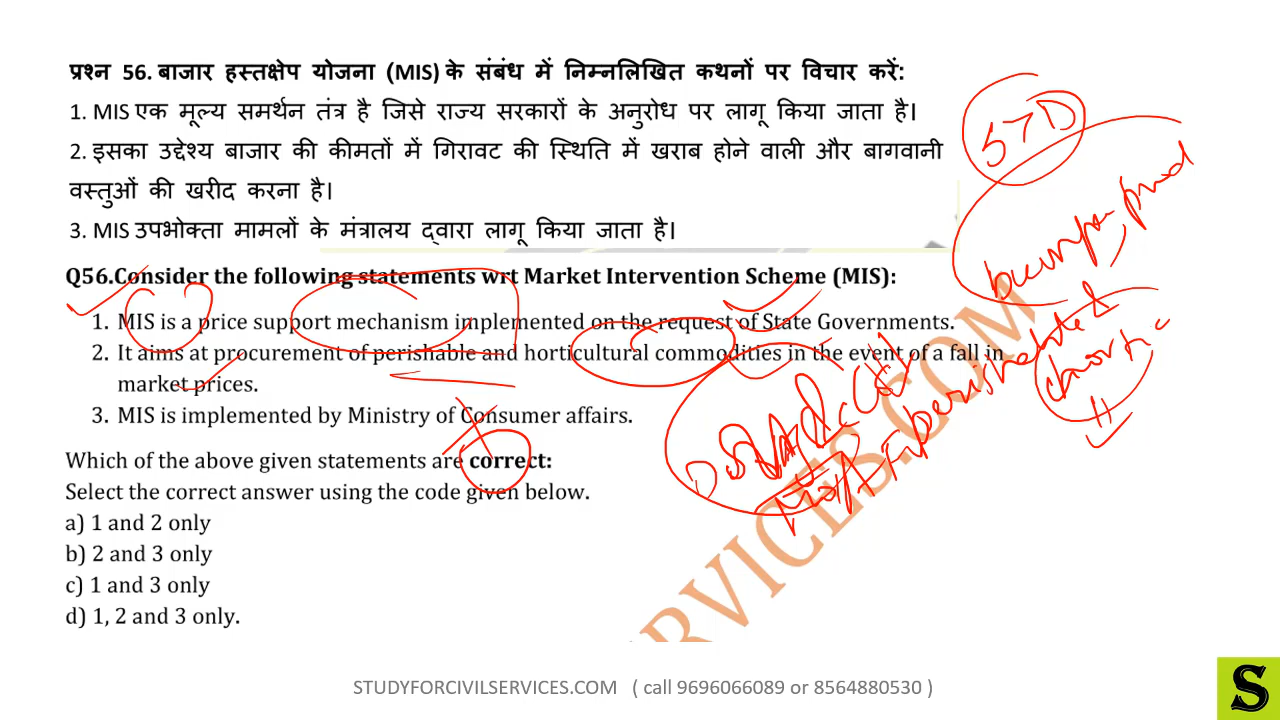 प्रश्न 56. बाजार हस्तक्षेप योजना (MIS) के संबंध में निम्नलिखित कथनों पर विचार करें:
1. MIS एक मूल्य समर्थन तंत्र है जिसे राज्य सरकारों के अनुरोध पर लागू किया जाता है।
2. इसका उद्देश्य बाजार की कीमतों में गिरावट की स्थिति में खराब होने वाली और बागवानी
वस्तुओं की खरीद करना है।
3. MIS उपभोक्ता मामलों के मंत्रालय द्वारा लागू किया जाता है।
Q56.Consider the following statements wrt Market Intervention Scheme (MIS):
1. MIS is a price support mechanism implemented on the request of State Governments.
2. It aims at procurement of perishable and horticultural commodities in the event of a fall in
market prices.
3. MIS is implemented by Ministry of Consumer affairs.
Which of the above given statements are correct:
Select the correct answer using the code given below.
a) 1 and 2 only
b) 2 and 3 only
c) 1 and 3 only
d) 1, 2 and 3 only.
RVICES.COM
STUDYFORCIVILSERVICES.COM ( call 9696066089 or 8564880530 )
S